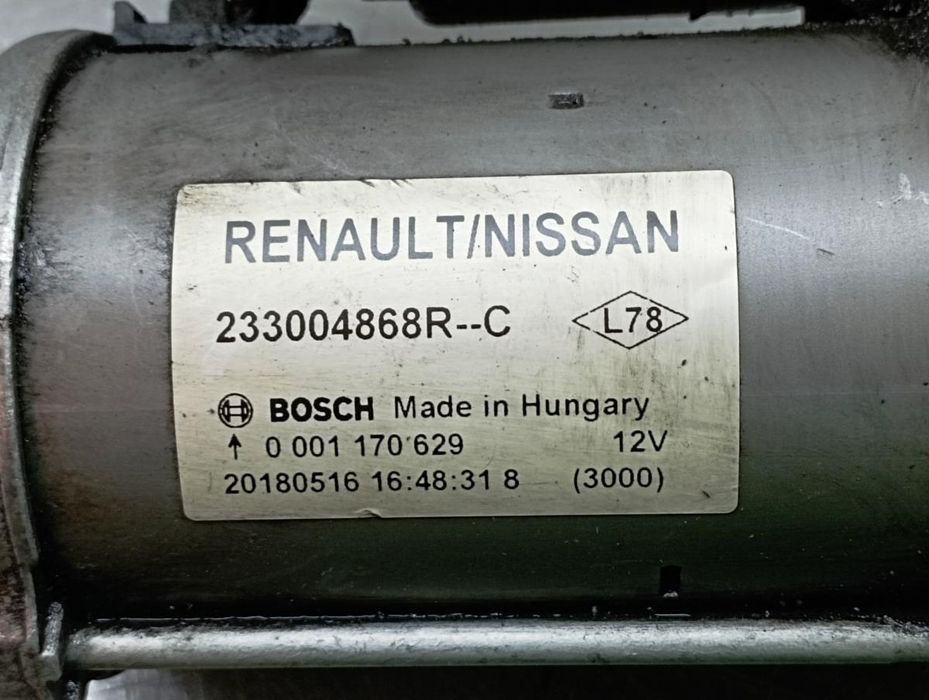 RENAULT/NISSAN
233004868R--C L78
BOSCH Made in Hungary
0 001 170 629 12V
20180516 16:48:31 8 (3000)